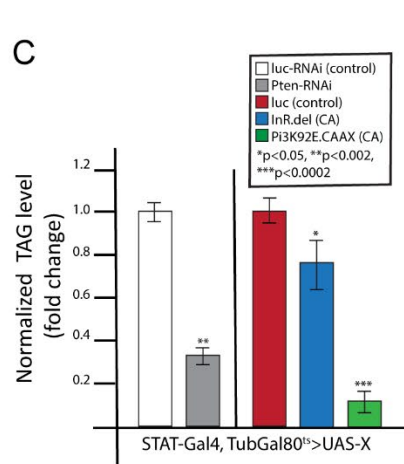 C
luc-RNAi (control)
Pten-RNAi
luc (control)
InR.del (CA)
Pi3K92E.CAAX (CA)
*p<0.05, **p<0.002,
***p<0.0002
Normalized TAG level
(fold change)
1.2
1.0
0.8
0.6
0.4
0.2
**
*
***
STAT-Gal4, TubGal80ᵗˢ>UAS-X